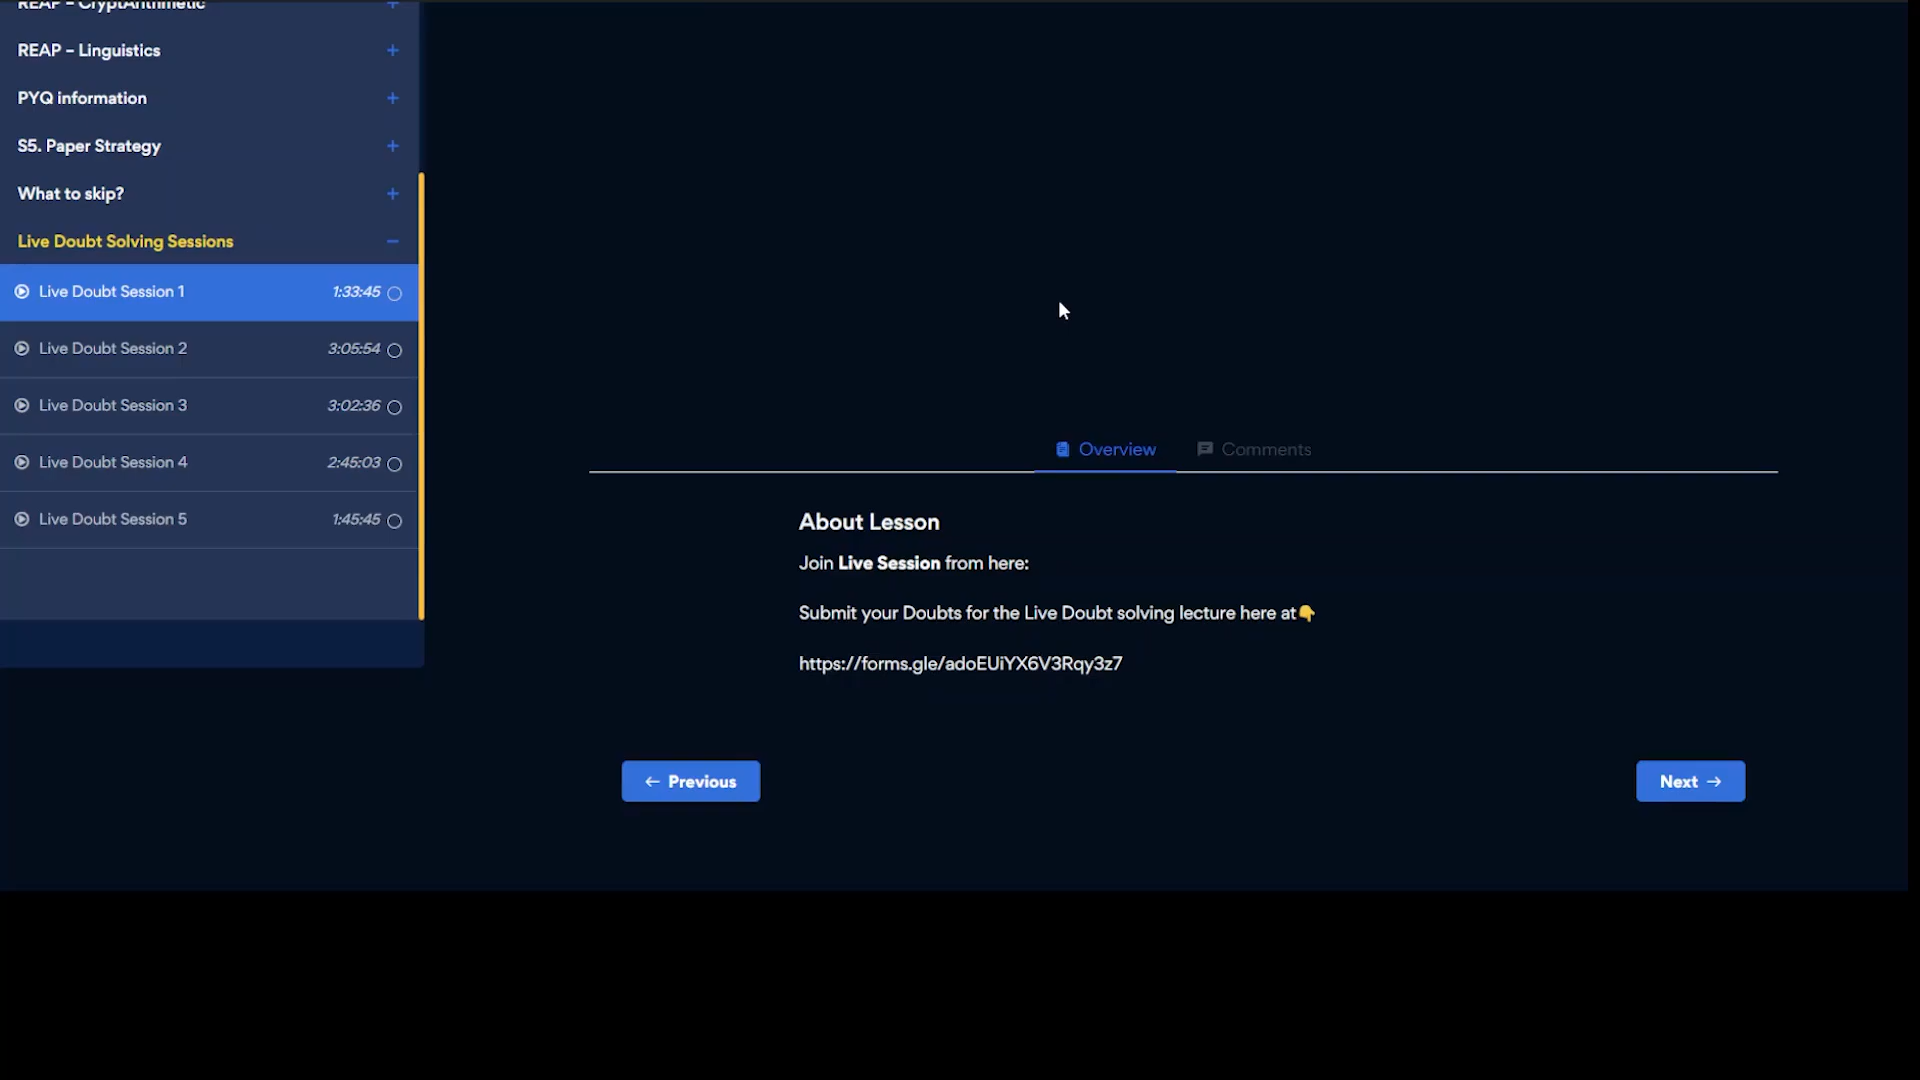 REAP – CryptArithmetic
REAP – Linguistics
PYQ information
S5. Paper Strategy
What to skip?
Live Doubt Solving Sessions
Live Doubt Session 1 1:33:45
Live Doubt Session 2 3:05:54
Live Doubt Session 3 3:02:36
Live Doubt Session 4 2:45:03
Live Doubt Session 5 1:45:45
Overview Comments
About Lesson
Join Live Session from here:
Submit your Doubts for the Live Doubt solving lecture here at👇
https://forms.gle/adoEUiYX6V3Rqy3z7
← Previous
Next →